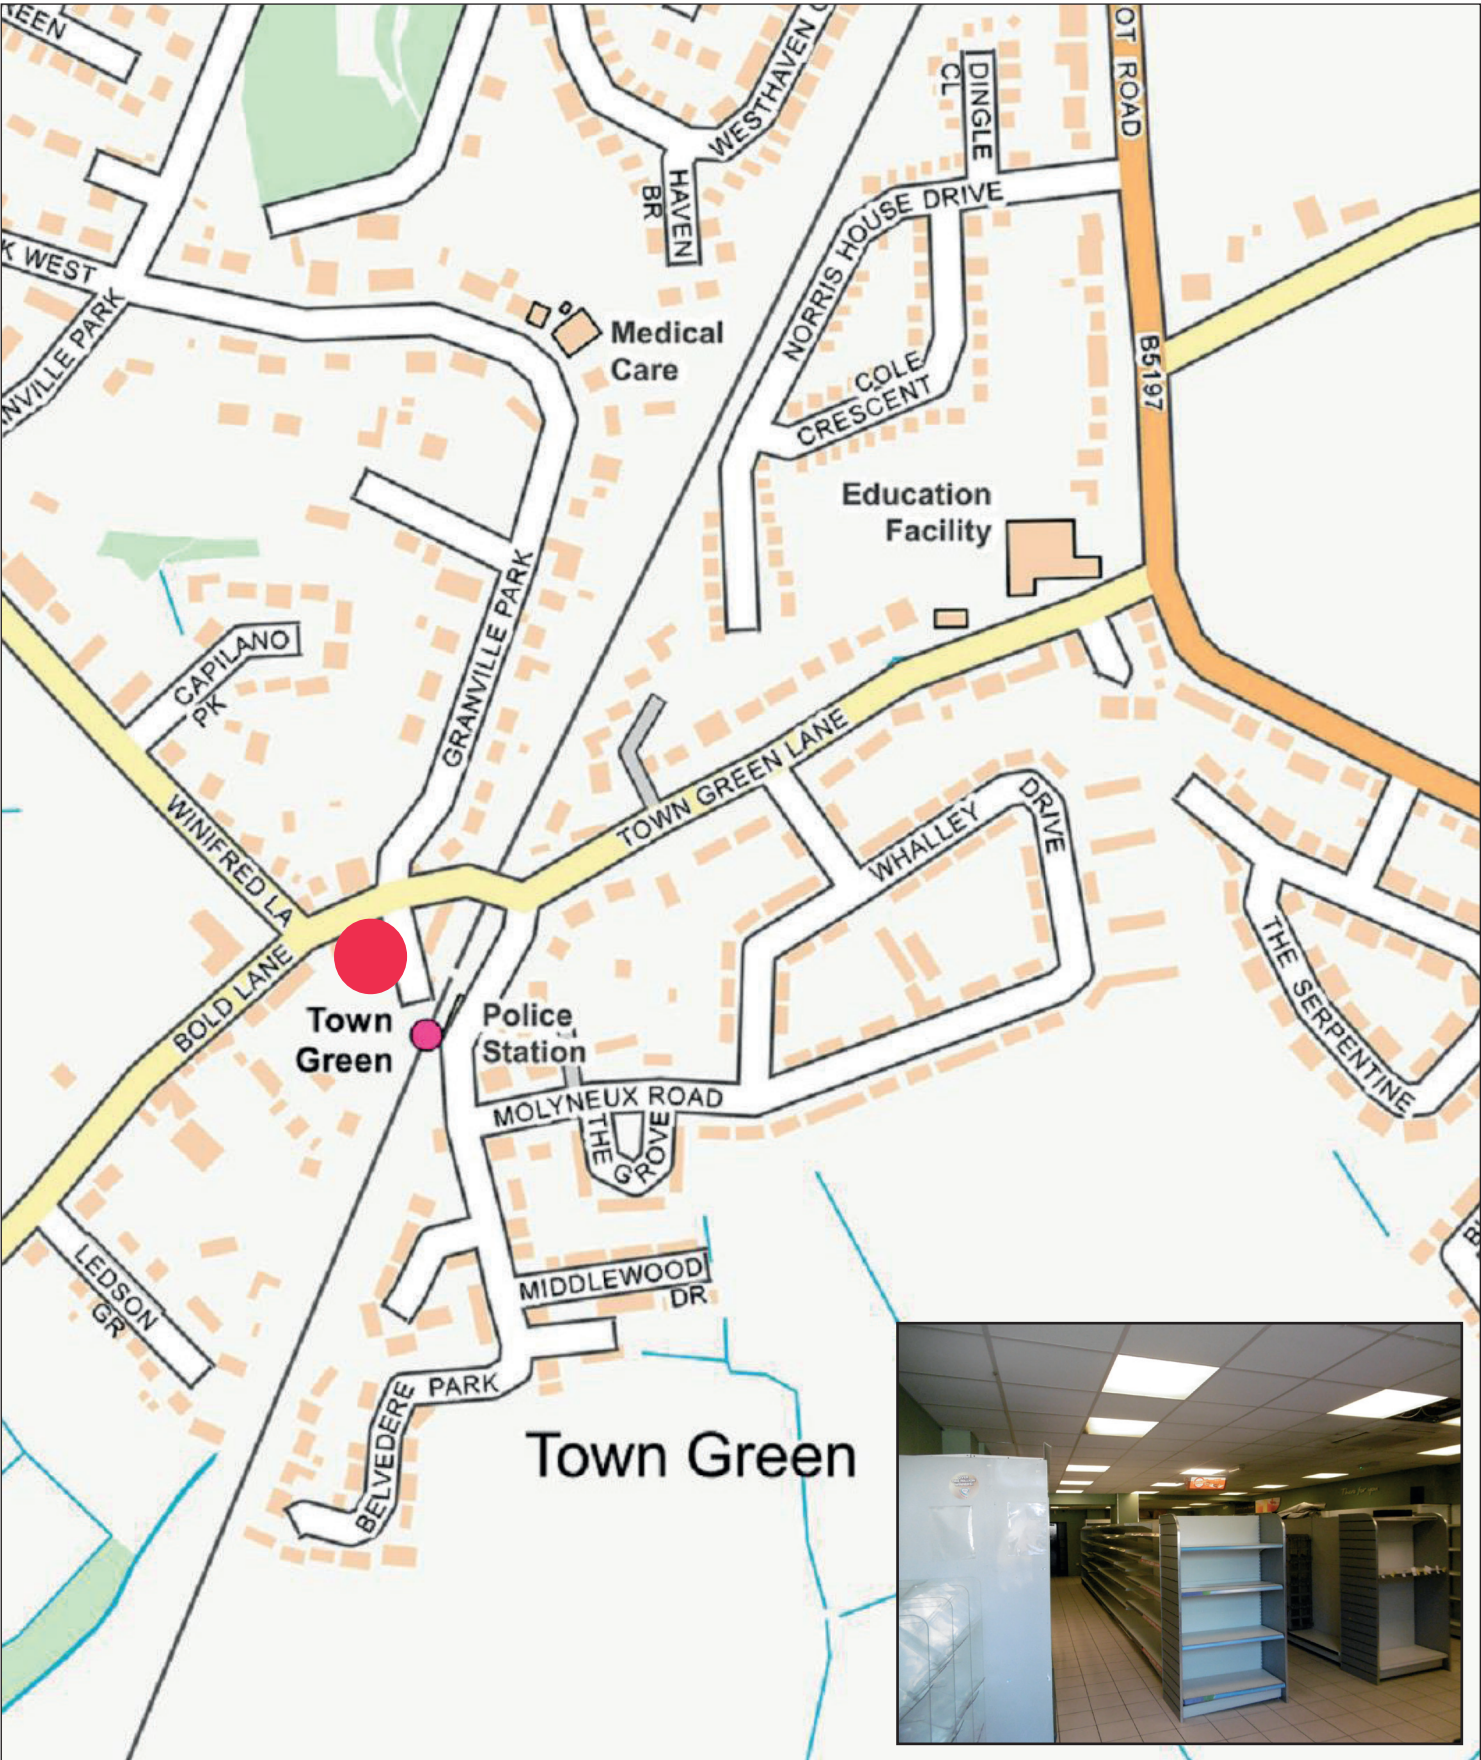 REEN
OT ROAD
DINGLE
CL
WESTHAVEN
HAVEN
BR
NORRIS HOUSE DRIVE
K WEST
NVILLE PARK
Medical
Care
B5197
COLE
CRESCENT
Education
Facility
GRANVILLE PARK
CAPILANO
PK
TOWN GREEN LANE
WINIFRED LA
WHALLEY
DRIVE
BOLD LANE
THE SERPENTINE
Town
Green
Police
Station
MOLYNEUX ROAD
THE
GROVE
LEDSON
GR
MIDDLEWOOD
DR
BELVEDERE
PARK
Town Green